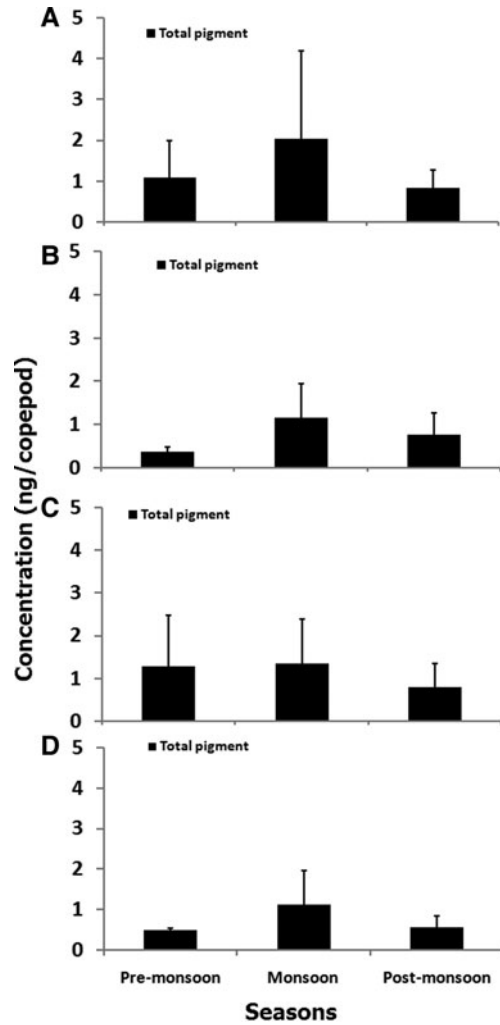 A
5
■ Total pigment
4
3
2
1
0
B
5
■ Total pigment
4
3
2
1
0
C
5
■ Total pigment
4
3
2
1
0
D
5
■ Total pigment
4
3
2
1
0
Concentration (ng/copepod)
Pre-monsoon Monsoon Post-monsoon
Seasons